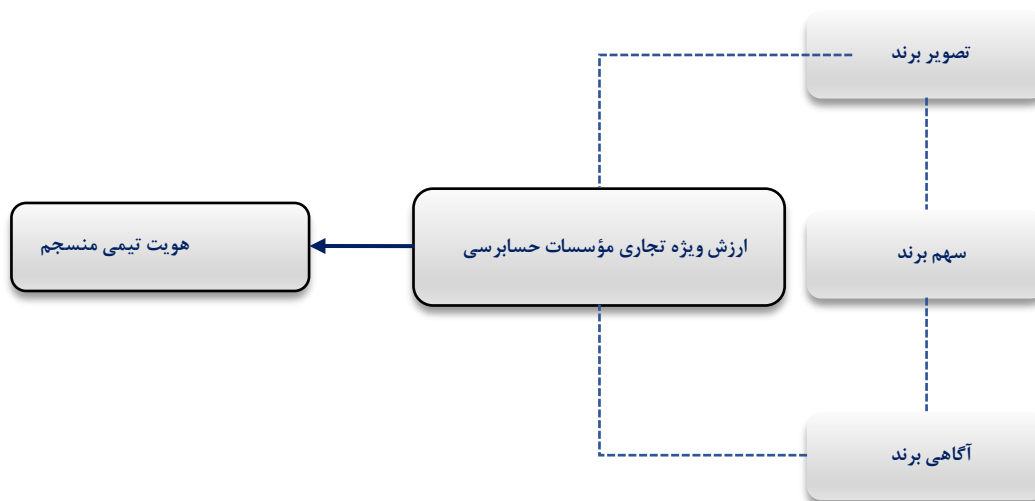 تصویر برند
سهم برند
آگاهی برند
ارزش ویژه تجاری مؤسسات حسابرسی
هویت تیمی منسجم